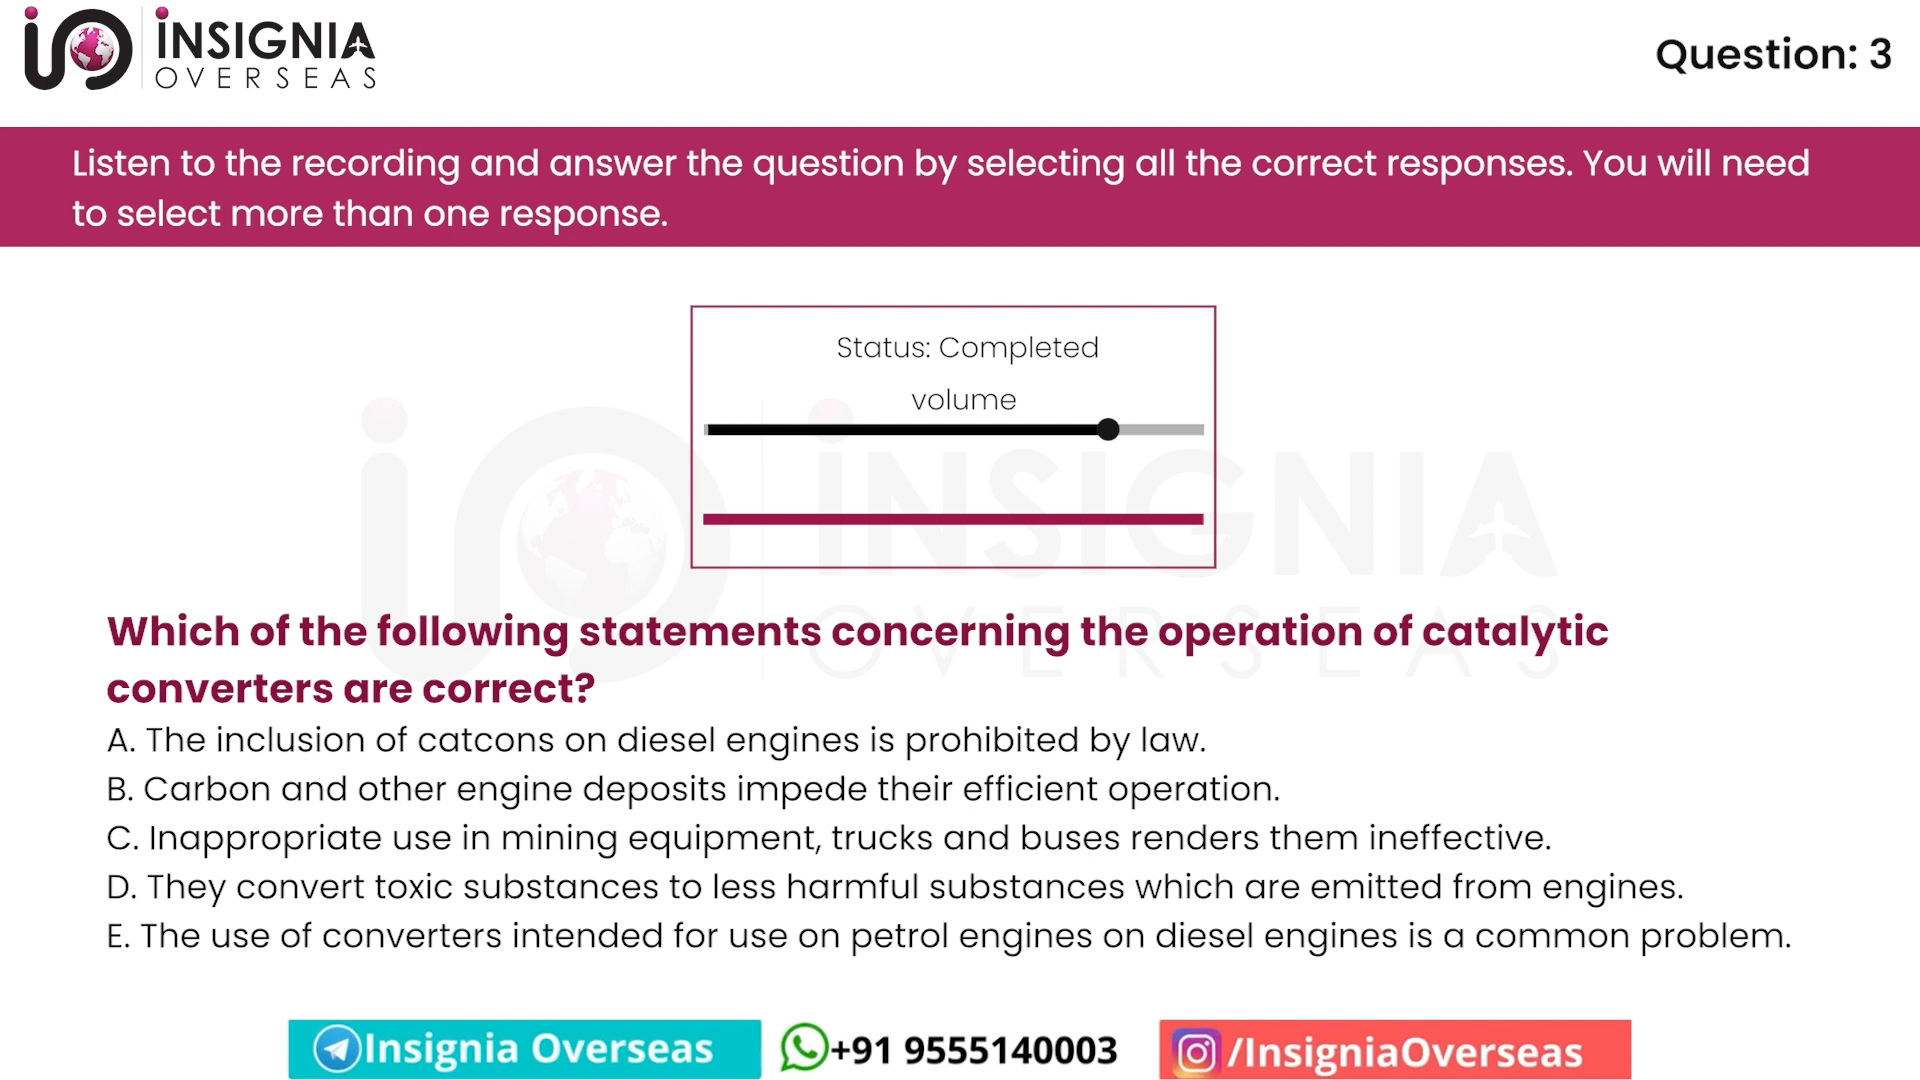 INSIGNIA
OVERSEAS
Question: 3
Listen to the recording and answer the question by selecting all the correct responses. You will need
to select more than one response.
Status: Completed
volume
INSIGNIA
OVERSEAS
Which of the following statements concerning the operation of catalytic
converters are correct?
A. The inclusion of catcons on diesel engines is prohibited by law.
B. Carbon and other engine deposits impede their efficient operation.
C. Inappropriate use in mining equipment, trucks and buses renders them ineffective.
D. They convert toxic substances to less harmful substances which are emitted from engines.
E. The use of converters intended for use on petrol engines on diesel engines is a common problem.
Insignia Overseas
+91 9555140003
/InsigniaOverseas